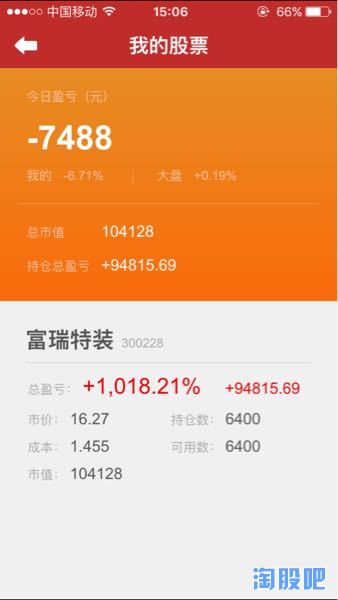 中国移动 15:06 66%
我的股票
今日盈亏（元）
-7488
我的 -6.71% 大盘 +0.19%
总市值 104128
持仓总盈亏 +94815.69
富瑞特装 300228
总盈亏： +1,018.21% +94815.69
市价： 16.27 持仓数： 6400
成本： 1.455 可用数： 6400
市值： 104128
淘股吧